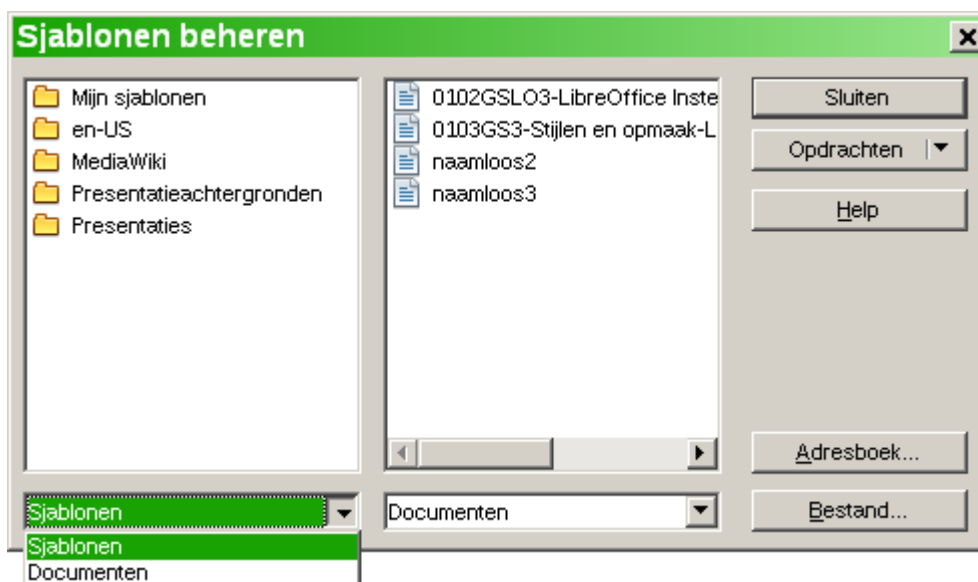 Sjablonen beheren
Mijn sjablonen
en-US
MediaWiki
Presentatieachtergronden
Presentaties
0102GSLO3-LibreOffice Inste
0103GS3-Stijlen en opmaak-L
naamloos2
naamloos3
Sluiten
Opdrachten
Help
Adresboek...
Bestand...
Sjablonen
Documenten
Sjablonen
Documenten